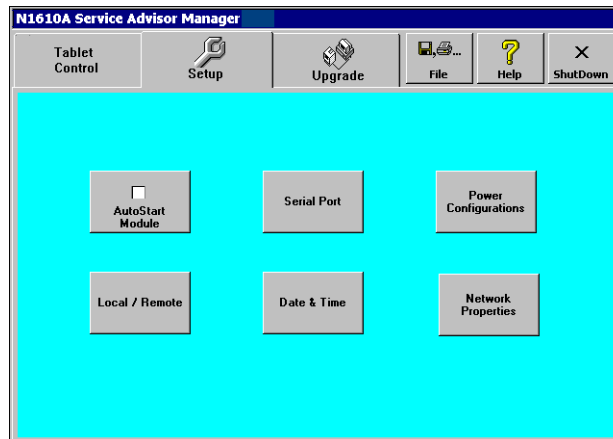 N1610A Service Advisor Manager
Tablet
Control
Setup
Upgrade
File
Help
ShutDown
AutoStart
Module
Serial Port
Power
Configurations
Local / Remote
Date & Time
Network
Properties